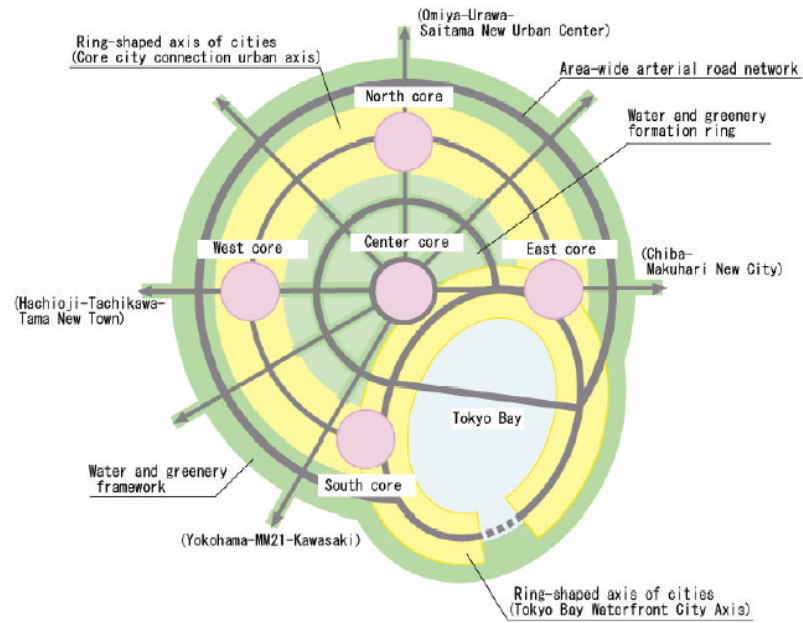 (Omiya-Urawa-
Saitama New Urban Center)
Ring-shaped axis of cities
(Core city connection urban axis)
Area-wide arterial road network
North core
Water and greenery
formation ring
West core
Center core
East core
(Chiba-
Makuhari New City)
(Hachioji-Tachikawa-
Tama New Town)
Tokyo Bay
Water and greenery
framework
South core
(Yokohama-MM21-Kawasaki)
Ring-shaped axis of cities
(Tokyo Bay Waterfront City Axis)